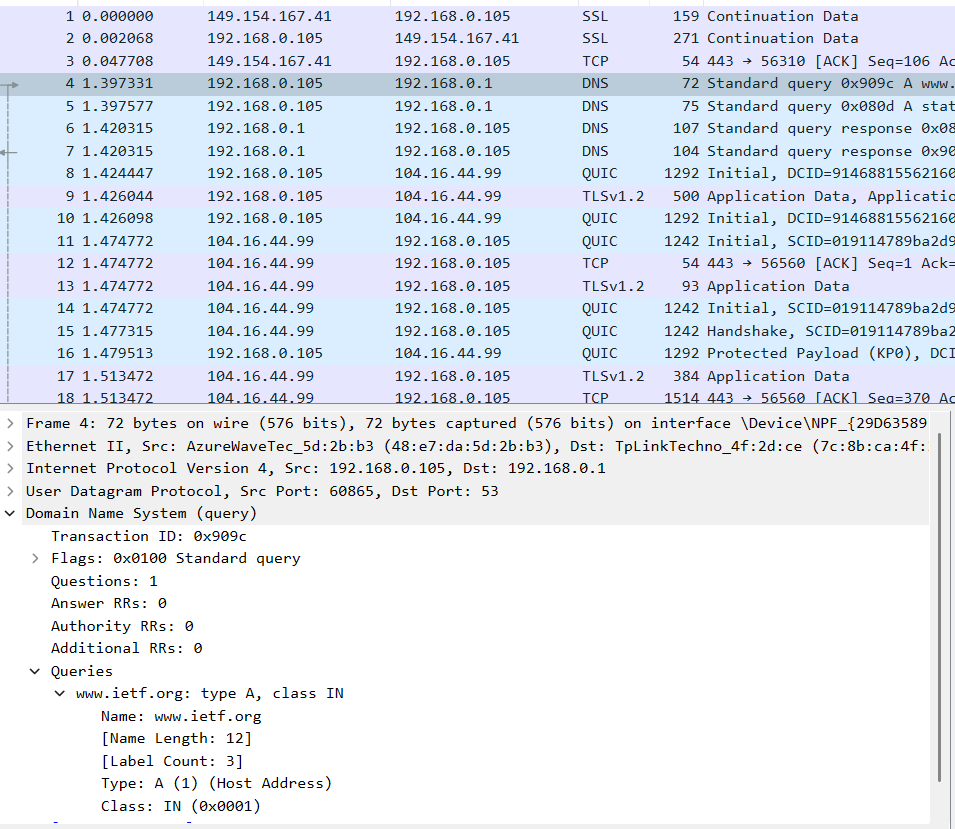 1 0.000000 149.154.167.41 192.168.0.105 SSL 159 Continuation Data
2 0.002068 192.168.0.105 149.154.167.41 SSL 271 Continuation Data
3 0.047708 149.154.167.41 192.168.0.105 TCP 54 443 → 56310 [ACK] Seq=106 Ac
4 1.397331 192.168.0.105 192.168.0.1 DNS 72 Standard query 0x909c A www.
5 1.397577 192.168.0.105 192.168.0.1 DNS 75 Standard query 0x080d A stat
6 1.420315 192.168.0.1 192.168.0.105 DNS 107 Standard query response 0x08
7 1.420315 192.168.0.1 192.168.0.105 DNS 104 Standard query response 0x90
8 1.424447 192.168.0.105 104.16.44.99 QUIC 1292 Initial, DCID=91468815562160
9 1.426044 192.168.0.105 104.16.44.99 TLSv1.2 500 Application Data, Applicatio
10 1.426098 192.168.0.105 104.16.44.99 QUIC 1292 Initial, DCID=91468815562160
11 1.474772 104.16.44.99 192.168.0.105 QUIC 1242 Initial, SCID=019114789ba2d9
12 1.474772 104.16.44.99 192.168.0.105 TCP 54 443 → 56560 [ACK] Seq=1 Ack=
13 1.474772 104.16.44.99 192.168.0.105 TLSv1.2 93 Application Data
14 1.474772 104.16.44.99 192.168.0.105 QUIC 1242 Initial, SCID=019114789ba2d9
15 1.477315 104.16.44.99 192.168.0.105 QUIC 1242 Handshake, SCID=019114789ba2
16 1.479513 192.168.0.105 104.16.44.99 QUIC 1292 Protected Payload (KP0), DCI
17 1.513472 104.16.44.99 192.168.0.105 TLSv1.2 384 Application Data
18 1.513472 104.16.44.99 192.168.0.105 TCP 1514 443 → 56560 [ACK] Seq=370 Ac
Frame 4: 72 bytes on wire (576 bits), 72 bytes captured (576 bits) on interface \Device\NPF_{29D63589
Ethernet II, Src: AzureWaveTec_5d:2b:b3 (48:e7:da:5d:2b:b3), Dst: TpLinkTechno_4f:2d:ce (7c:8b:ca:4f:
Internet Protocol Version 4, Src: 192.168.0.105, Dst: 192.168.0.1
User Datagram Protocol, Src Port: 60865, Dst Port: 53
Domain Name System (query)
Transaction ID: 0x909c
Flags: 0x0100 Standard query
Questions: 1
Answer RRs: 0
Authority RRs: 0
Additional RRs: 0
Queries
www.ietf.org: type A, class IN
Name: www.ietf.org
[Name Length: 12]
[Label Count: 3]
Type: A (1) (Host Address)
Class: IN (0x0001)